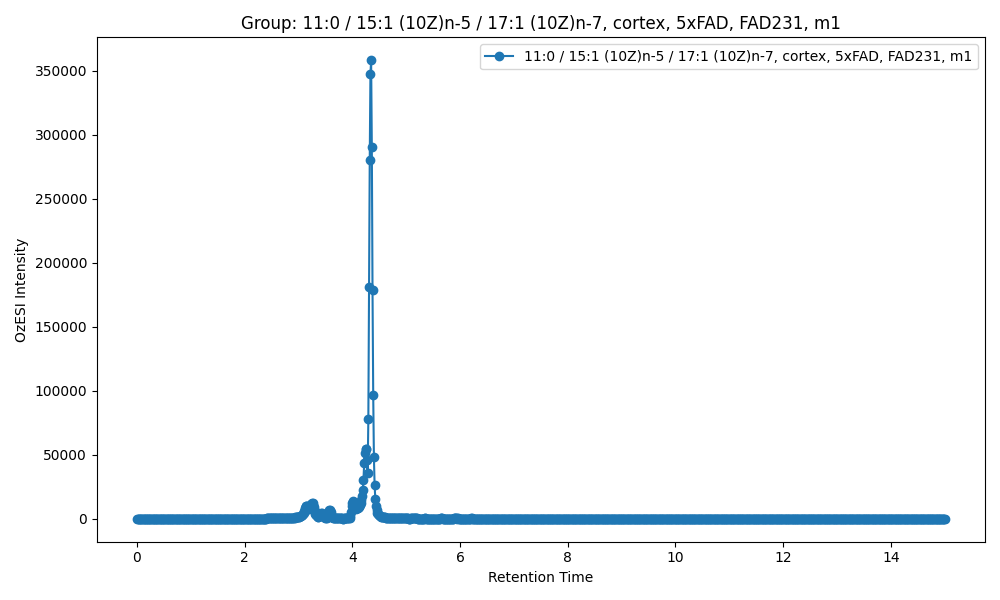 Group: 11:0 / 15:1 (10Z)n-5 / 17:1 (10Z)n-7, cortex, 5xFAD, FAD231, m1
11:0 / 15:1 (10Z)n-5 / 17:1 (10Z)n-7, cortex, 5xFAD, FAD231, m1
350000
300000
250000
200000
150000
100000
50000
0
OzESI Intensity
0 2 4 6 8 10 12 14
Retention Time